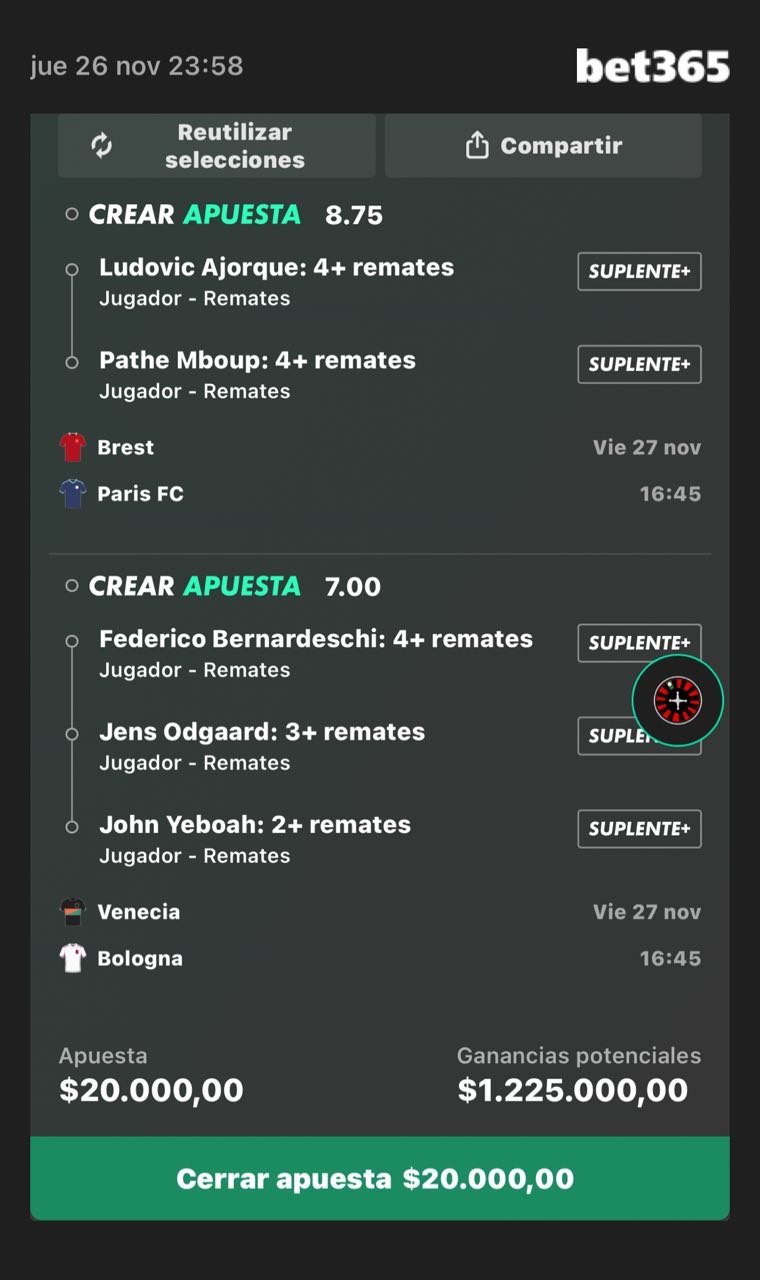 jue 26 nov 23:58
bet365
Reutilizar
selecciones
Compartir
CREAR APUESTA 8.75
Ludovic Ajorque: 4+ remates
SUPLENTE+
Jugador - Remates
Pathe Mboup: 4+ remates
SUPLENTE+
Jugador - Remates
Brest
Vie 27 nov
Paris FC
16:45
CREAR APUESTA 7.00
Federico Bernardeschi: 4+ remates
SUPLENTE+
Jugador - Remates
Jens Odgaard: 3+ remates
Jugador - Remates
John Yeboah: 2+ remates
SUPLENTE+
Jugador - Remates
Venecia
Vie 27 nov
Bologna
16:45
Apuesta
Ganancias potenciales
$20.000,00
$1.225.000,00
Cerrar apuesta $20.000,00